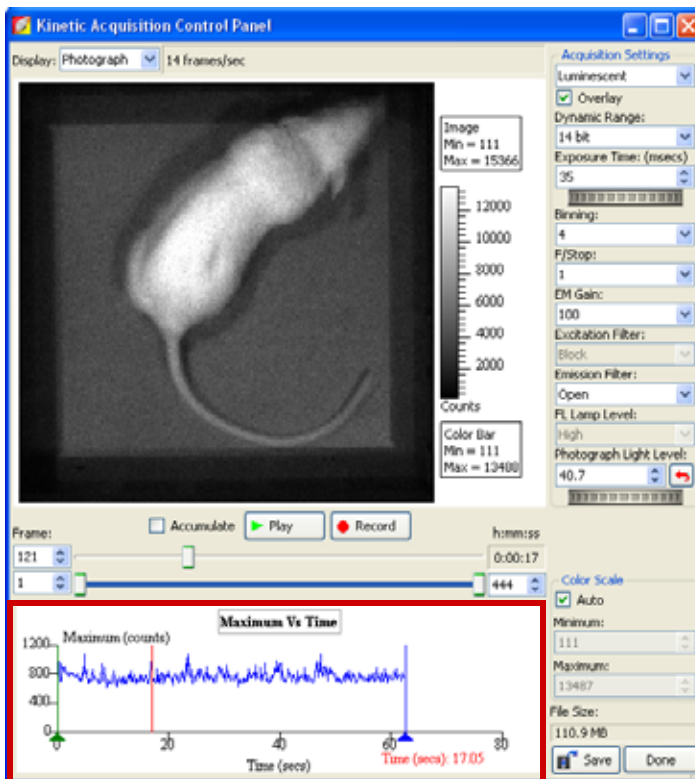 Kinetic Acquisition Control Panel
Display: Photograph 14 frames/sec
Image
Min = 111
Max = 15366
12000
10000
8000
6000
4000
2000
Counts
Color Bar
Min = 111
Max = 13488
Acquisition Settings
Luminescent
Overlay
Dynamic Range:
14 bit
Exposure Time: (msecs)
35
Binning:
4
F/Stop:
1
EM Gain:
100
Excitation Filter:
Block
Emission Filter:
Open
FL Lamp Level:
High
Photograph Light Level:
40.7
Frame: Accumulate Play Record h:mm:ss
121 0:00:17
1 444
Color Scale
Auto
Minimum:
111
Maximum:
13487
File Size:
110.9 MB
Save Done
Maximum Vs Time
Maximum (counts)
1200
800
400
0
0 20 40 60 80
Time (secs)
Time (secs): 17.05